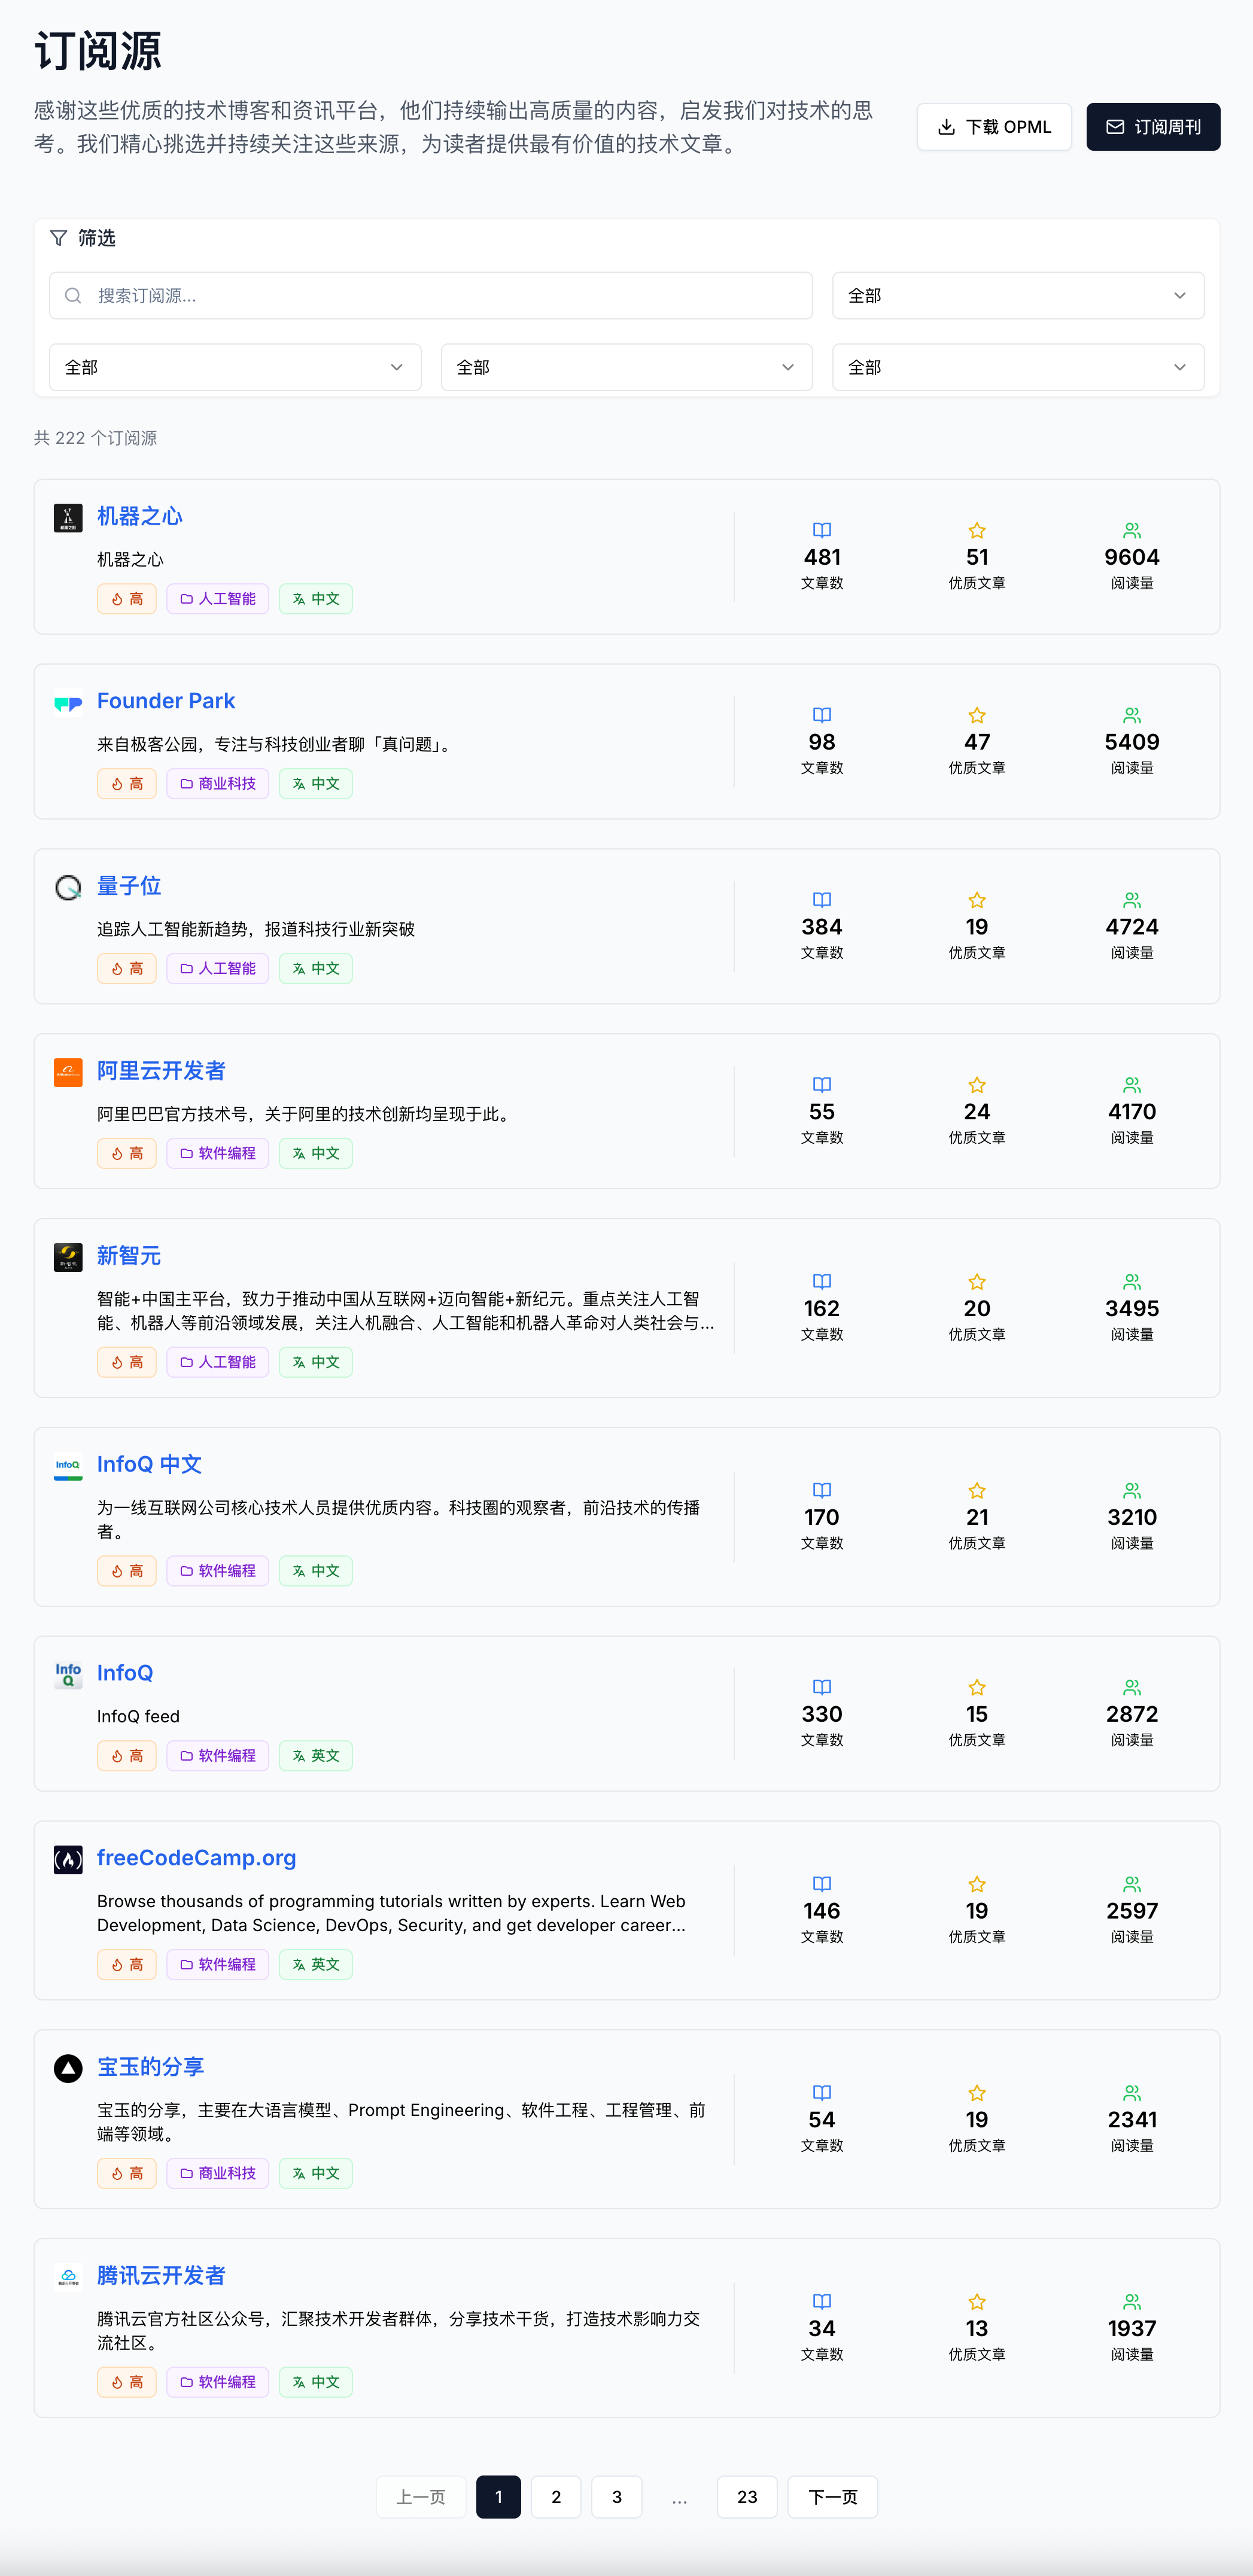 订阅源
感谢这些优质的技术博客和资讯平台，他们持续输出高质量的内容，启发我们对技术的思
考。我们精心挑选并持续关注这些来源，为读者提供最有价值的技术文章。
下载 OPML
订阅周刊
筛选
搜索订阅源...
全部
全部
全部
全部
共 222 个订阅源
机器之心
机器之心
机器之心
高
人工智能
中文
481
文章数
51
优质文章
9604
阅读量
Founder Park
来自极客公园，专注与科技创业者聊「真问题」。
高
商业科技
中文
98
文章数
47
优质文章
5409
阅读量
量子位
追踪人工智能新趋势，报道科技行业新突破
高
人工智能
中文
384
文章数
19
优质文章
4724
阅读量
阿里云开发者
阿里巴巴官方技术号，关于阿里的技术创新均呈现于此。
高
软件编程
中文
55
文章数
24
优质文章
4170
阅读量
新智元
智能+中国主平台，致力于推动中国从互联网+迈向智能+新纪元。重点关注人工智
能、机器人等前沿领域发展，关注人机融合、人工智能和机器人革命对人类社会与...
高
人工智能
中文
162
文章数
20
优质文章
3495
阅读量
InfoQ
InfoQ 中文
为一线互联网公司核心技术人员提供优质内容。科技圈的观察者，前沿技术的传播
者。
高
软件编程
中文
170
文章数
21
优质文章
3210
阅读量
Info
Q
InfoQ
InfoQ feed
高
软件编程
英文
330
文章数
15
优质文章
2872
阅读量
freeCodeCamp.org
Browse thousands of programming tutorials written by experts. Learn Web
Development, Data Science, DevOps, Security, and get developer career...
高
软件编程
英文
146
文章数
19
优质文章
2597
阅读量
宝玉的分享
宝玉的分享，主要在大语言模型、Prompt Engineering、软件工程、工程管理、前
端等领域。
高
商业科技
中文
54
文章数
19
优质文章
2341
阅读量
腾讯云开发者
腾讯云官方社区公众号，汇聚技术开发者群体，分享技术干货，打造技术影响力交
流社区。
高
软件编程
中文
34
文章数
13
优质文章
1937
阅读量
上一页
1
2
3
...
23
下一页